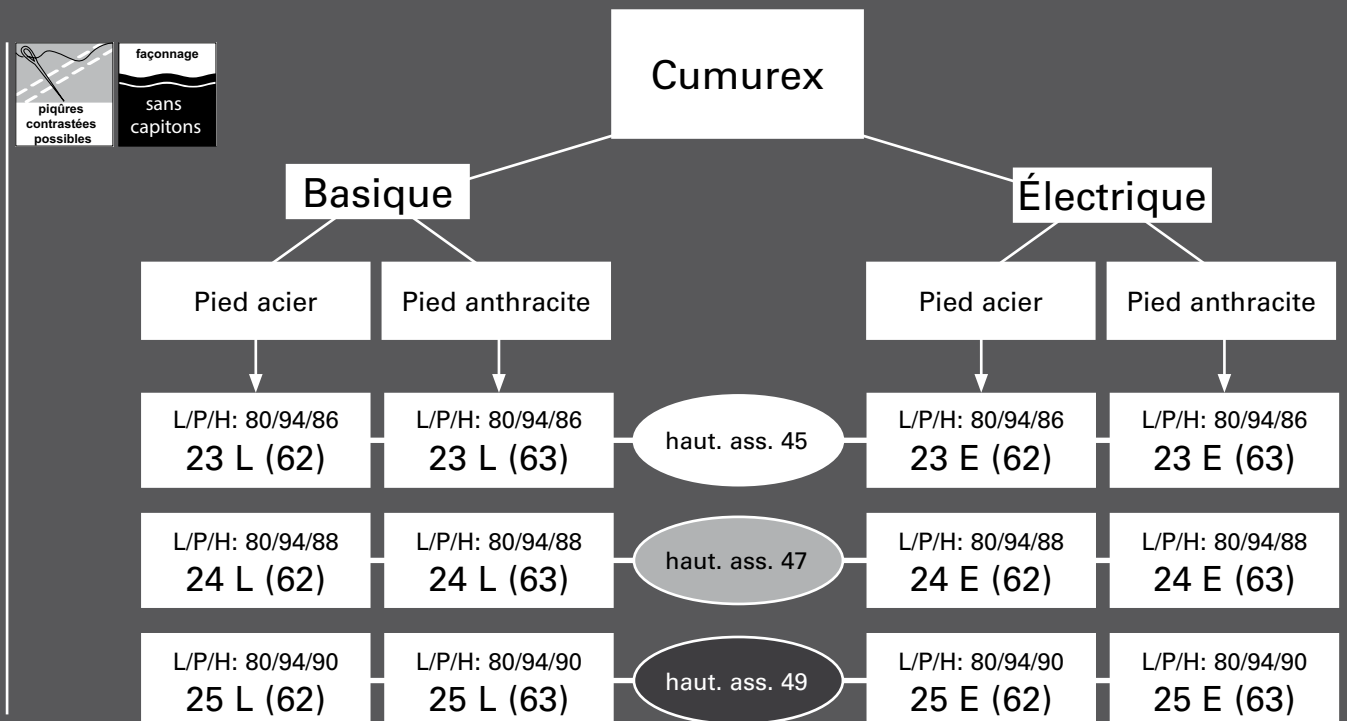 piqûres
contrastées
possibles
façonnage
sans
capitons
Cumurex
Basique
Électrique
Pied acier
Pied anthracite
Pied acier
Pied anthracite
L/P/H: 80/94/86
23 L (62)
L/P/H: 80/94/86
23 L (63)
haut. ass. 45
L/P/H: 80/94/86
23 E (62)
L/P/H: 80/94/86
23 E (63)
L/P/H: 80/94/88
24 L (62)
L/P/H: 80/94/88
24 L (63)
haut. ass. 47
L/P/H: 80/94/88
24 E (62)
L/P/H: 80/94/88
24 E (63)
L/P/H: 80/94/90
25 L (62)
L/P/H: 80/94/90
25 L (63)
haut. ass. 49
L/P/H: 80/94/90
25 E (62)
L/P/H: 80/94/90
25 E (63)